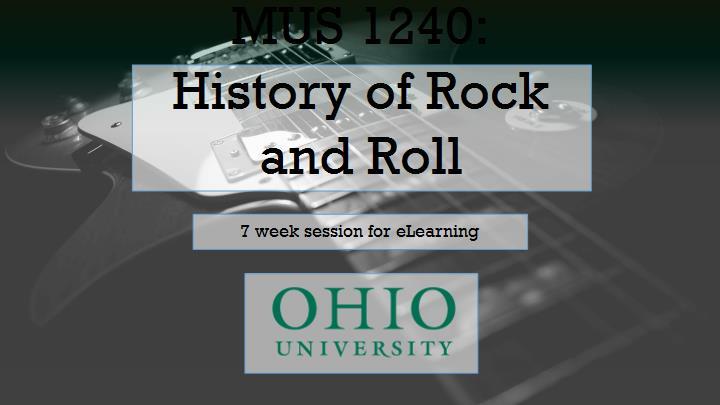 MUS 1240:
History of Rock
and Roll
7 week session for eLearning
OHIO
UNIVERSITY